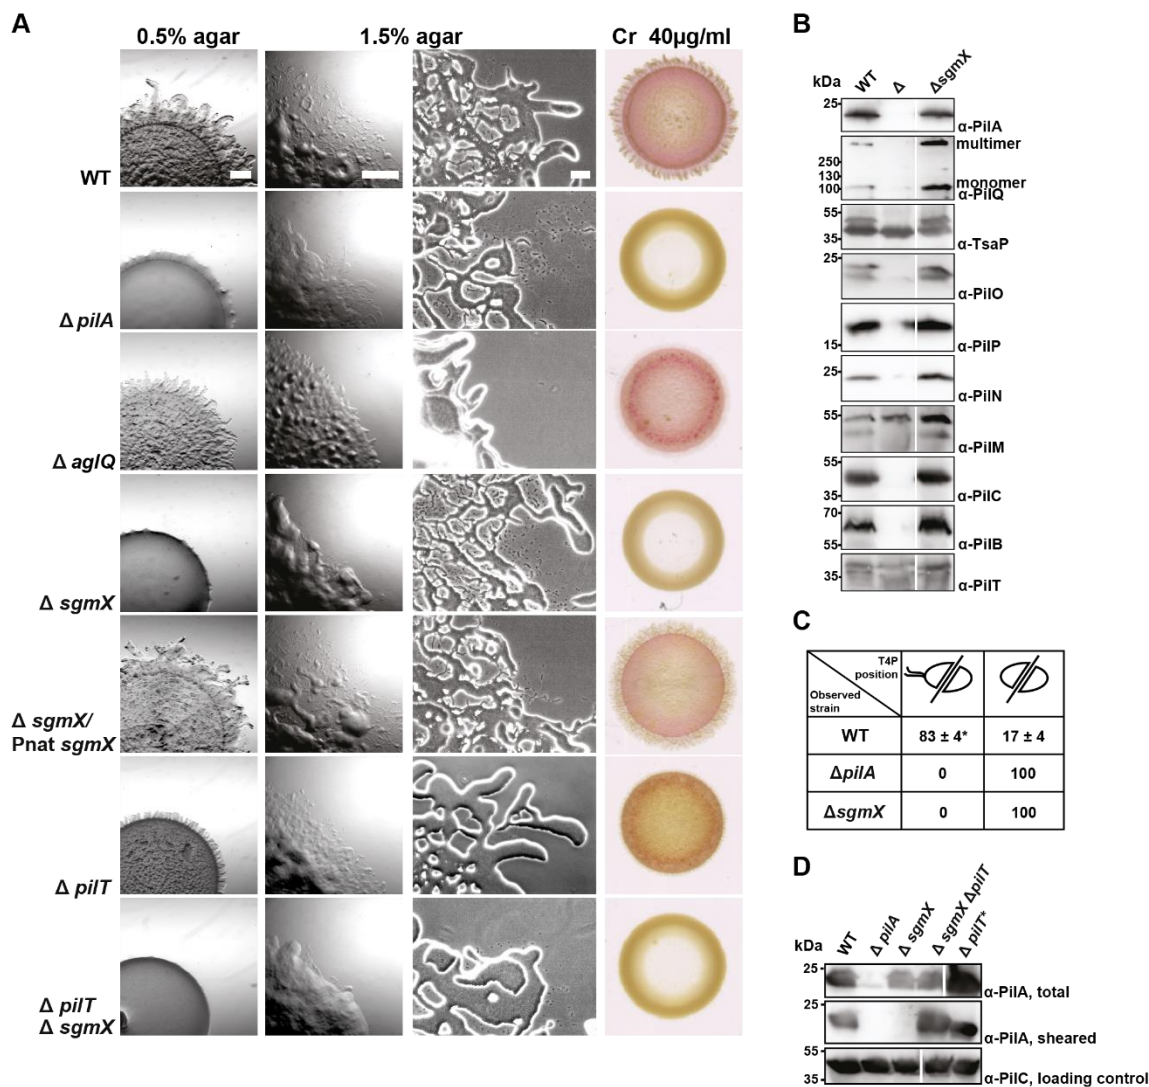 A
0.5% agar
1.5% agar
Cr 40µg/ml
WT
Δ pilA
Δ aglQ
Δ sgmX
Δ sgmX/
Pnat sgmX
Δ pilT
Δ pilT
Δ sgmX
B
kDa
WT
Δ
ΔsgmX
25
α-PilA
multimer
250
130
100
monomer
α-PilQ
55
35
α-TsaP
25
α-PilO
15
α-PilP
25
α-PilN
55
α-PilM
55
35
α-PilC
70
55
α-PilB
35
α-PilT
C
T4P
position
Observed
strain
WT
83 ± 4*
17 ± 4
ΔpilA
0
100
ΔsgmX
0
100
D
kDa
WT
Δ pilA
Δ sgmX
Δ sgmX ΔpilT
Δ pilT*
25
α-PilA, total
25
15
α-PilA, sheared
55
35
α-PilC, loading control